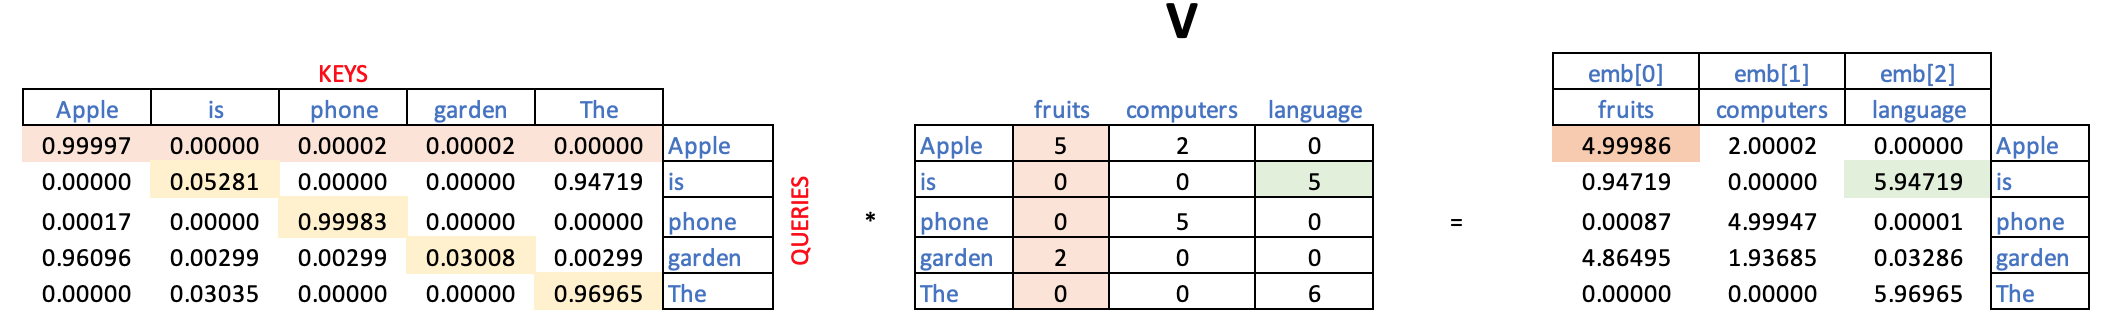 V
KEYS
Apple is phone garden The
0.99997 0.00000 0.00002 0.00002 0.00000 Apple
0.00000 0.05281 0.00000 0.00000 0.94719 is
0.00017 0.00000 0.99983 0.00000 0.00000 phone
0.96096 0.00299 0.00299 0.03008 0.00299 garden
0.00000 0.03035 0.00000 0.00000 0.96965 The
QUERIES
*
fruits computers language
Apple 5 2 0
is 0 0 5
phone 0 5 0
garden 2 0 0
The 0 0 6
=
emb[0] emb[1] emb[2]
fruits computers language
4.99986 2.00002 0.00000 Apple
0.94719 0.00000 5.94719 is
0.00087 4.99947 0.00001 phone
4.86495 1.93685 0.03286 garden
0.00000 0.00000 5.96965 The